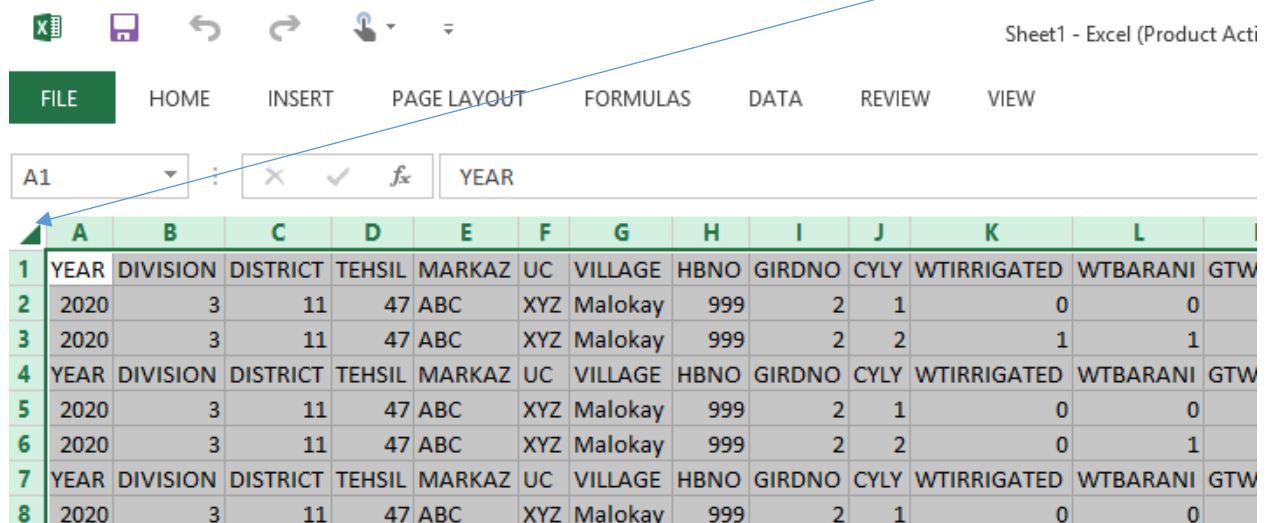 Sheet1 - Excel (Product Acti
FILE HOME INSERT PAGE LAYOUT FORMULAS DATA REVIEW VIEW
A1 fx YEAR
A B C D E F G H I J K L
1 YEAR DIVISION DISTRICT TEHSIL MARKAZ UC VILLAGE HBNO GIRDNO CYLY WTIRRIGATED WTBARANI GTW
2 2020 3 11 47 ABC XYZ Malokay 999 2 1 0 0
3 2020 3 11 47 ABC XYZ Malokay 999 2 2 1 1
4 YEAR DIVISION DISTRICT TEHSIL MARKAZ UC VILLAGE HBNO GIRDNO CYLY WTIRRIGATED WTBARANI GTW
5 2020 3 11 47 ABC XYZ Malokay 999 2 1 0 0
6 2020 3 11 47 ABC XYZ Malokay 999 2 2 0 1
7 YEAR DIVISION DISTRICT TEHSIL MARKAZ UC VILLAGE HBNO GIRDNO CYLY WTIRRIGATED WTBARANI GTW
8 2020 3 11 47 ABC XYZ Malokay 999 2 1 0 0